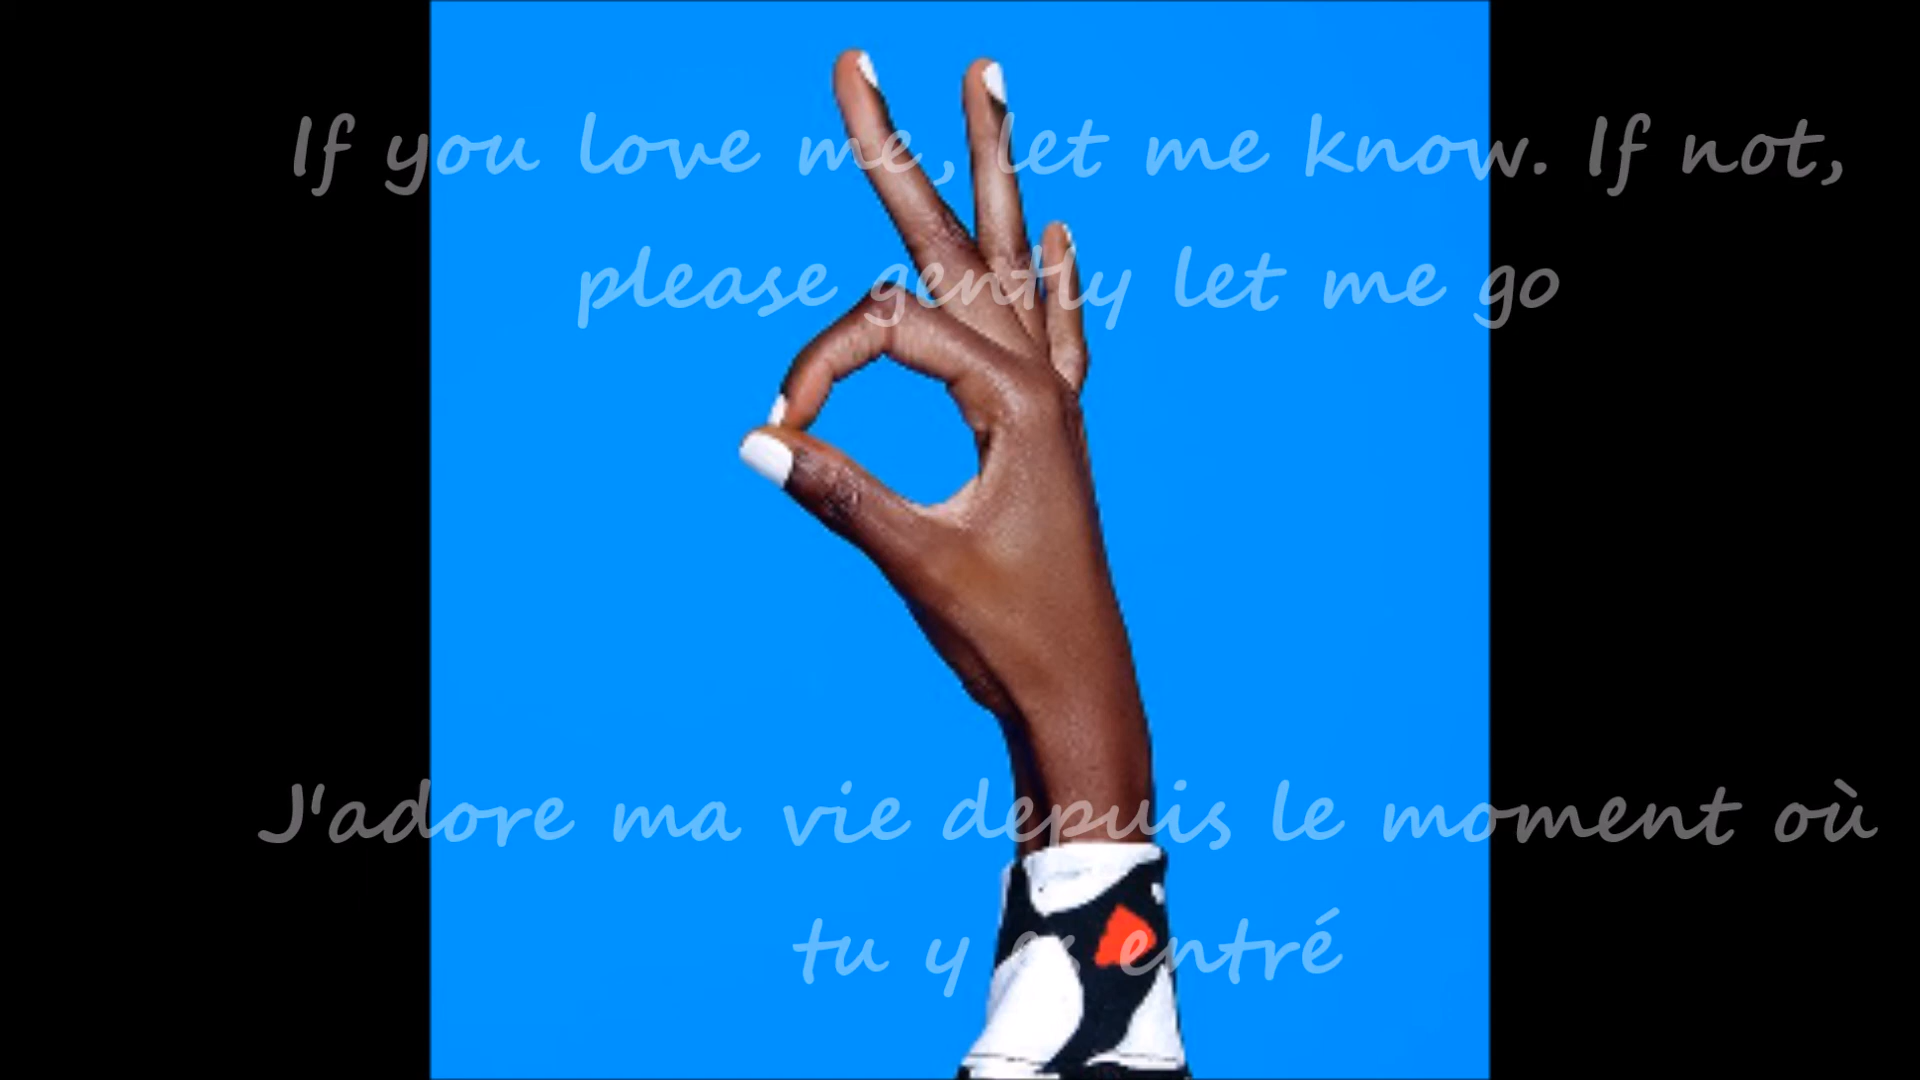 If you love me, let me know. If not,
please gently let me go
J'adore ma vie depuis le moment où
tu y es entré